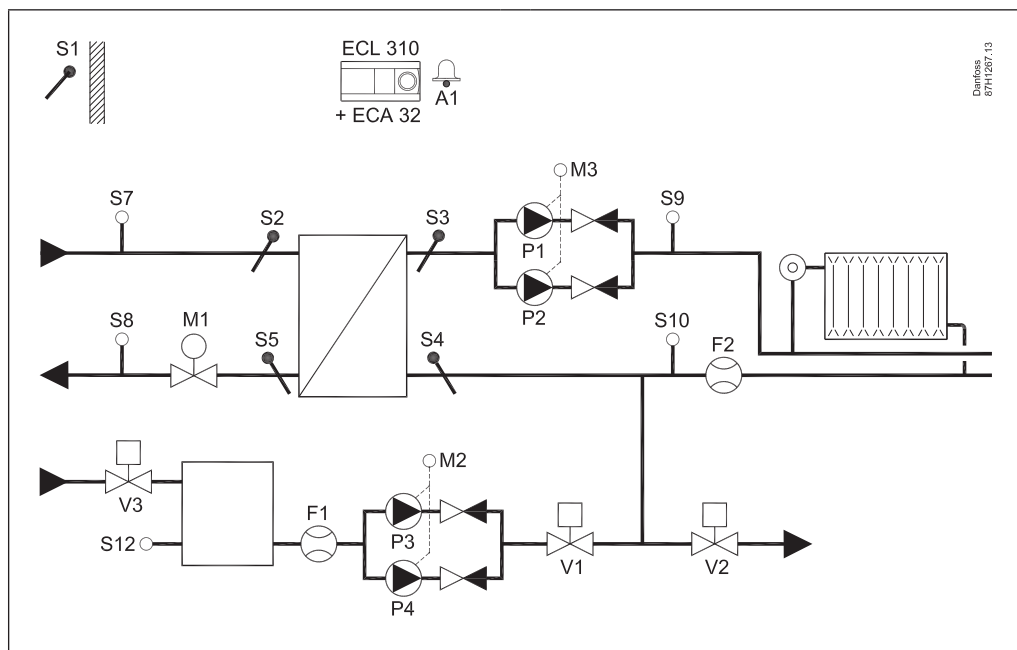 S1
ECL 310
A1
+ ECA 32
Danfoss
87H1267.13
M3
S7
S2
S3
S9
P1
P2
S8
M1
S5
S4
S10
F2
M2
V3
F1
P3
S12
V1
V2
P4